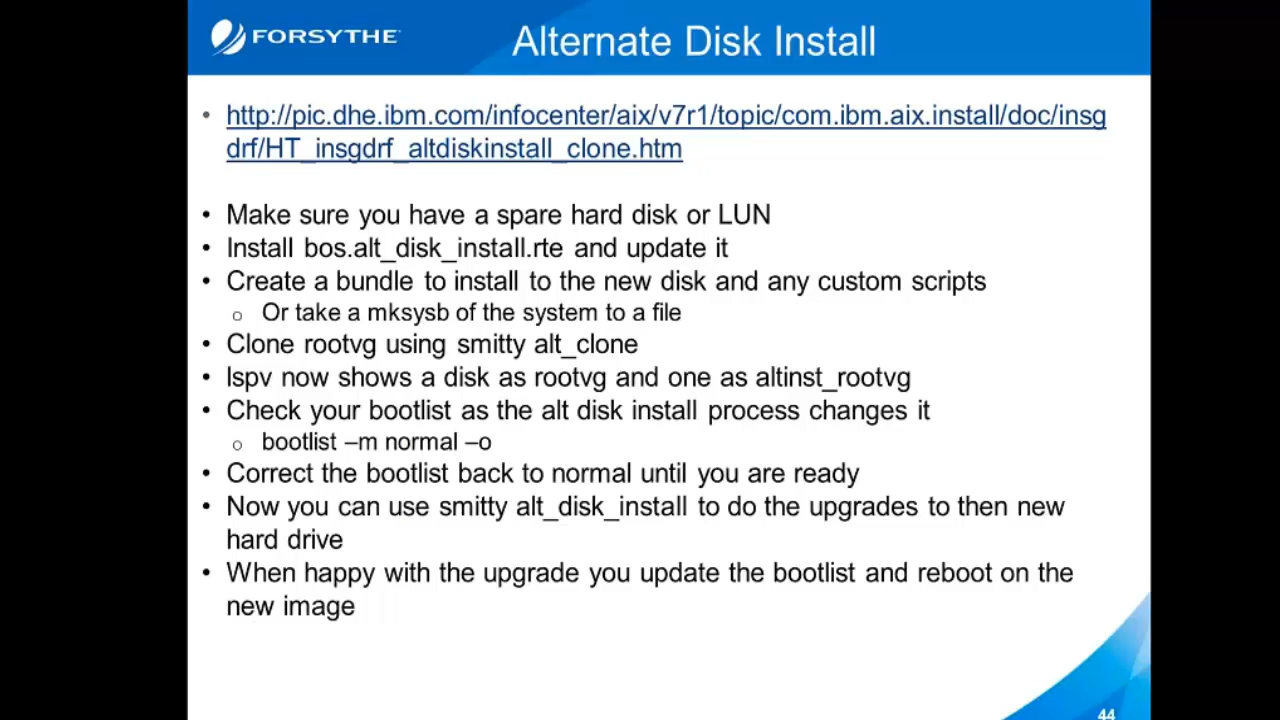 FORSYTHE
Alternate Disk Install
• http://pic.dhe.ibm.com/infocenter/aix/v7r1/topic/com.ibm.aix.install/doc/insg
drf/HT_insgdrf_altdiskinstall_clone.htm
• Make sure you have a spare hard disk or LUN
• Install bos.alt_disk_install.rte and update it
• Create a bundle to install to the new disk and any custom scripts
o Or take a mksysb of the system to a file
• Clone rootvg using smitty alt_clone
• lspv now shows a disk as rootvg and one as altinst_rootvg
• Check your bootlist as the alt disk install process changes it
o bootlist –m normal –o
• Correct the bootlist back to normal until you are ready
• Now you can use smitty alt_disk_install to do the upgrades to then new
hard drive
• When happy with the upgrade you update the bootlist and reboot on the
new image
44